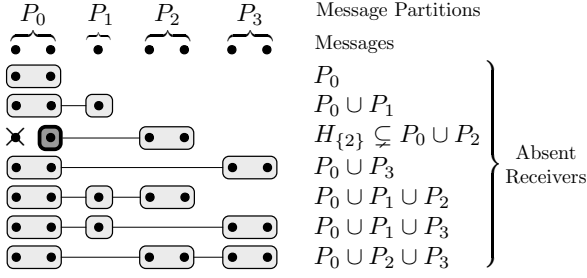 P₀ P₁ P₂ P₃ Message Partitions
Messages
P₀
P₀ ∪ P₁
H_{2} ⊊ P₀ ∪ P₂
P₀ ∪ P₃
P₀ ∪ P₁ ∪ P₂
P₀ ∪ P₁ ∪ P₃
P₀ ∪ P₂ ∪ P₃
Absent
Receivers